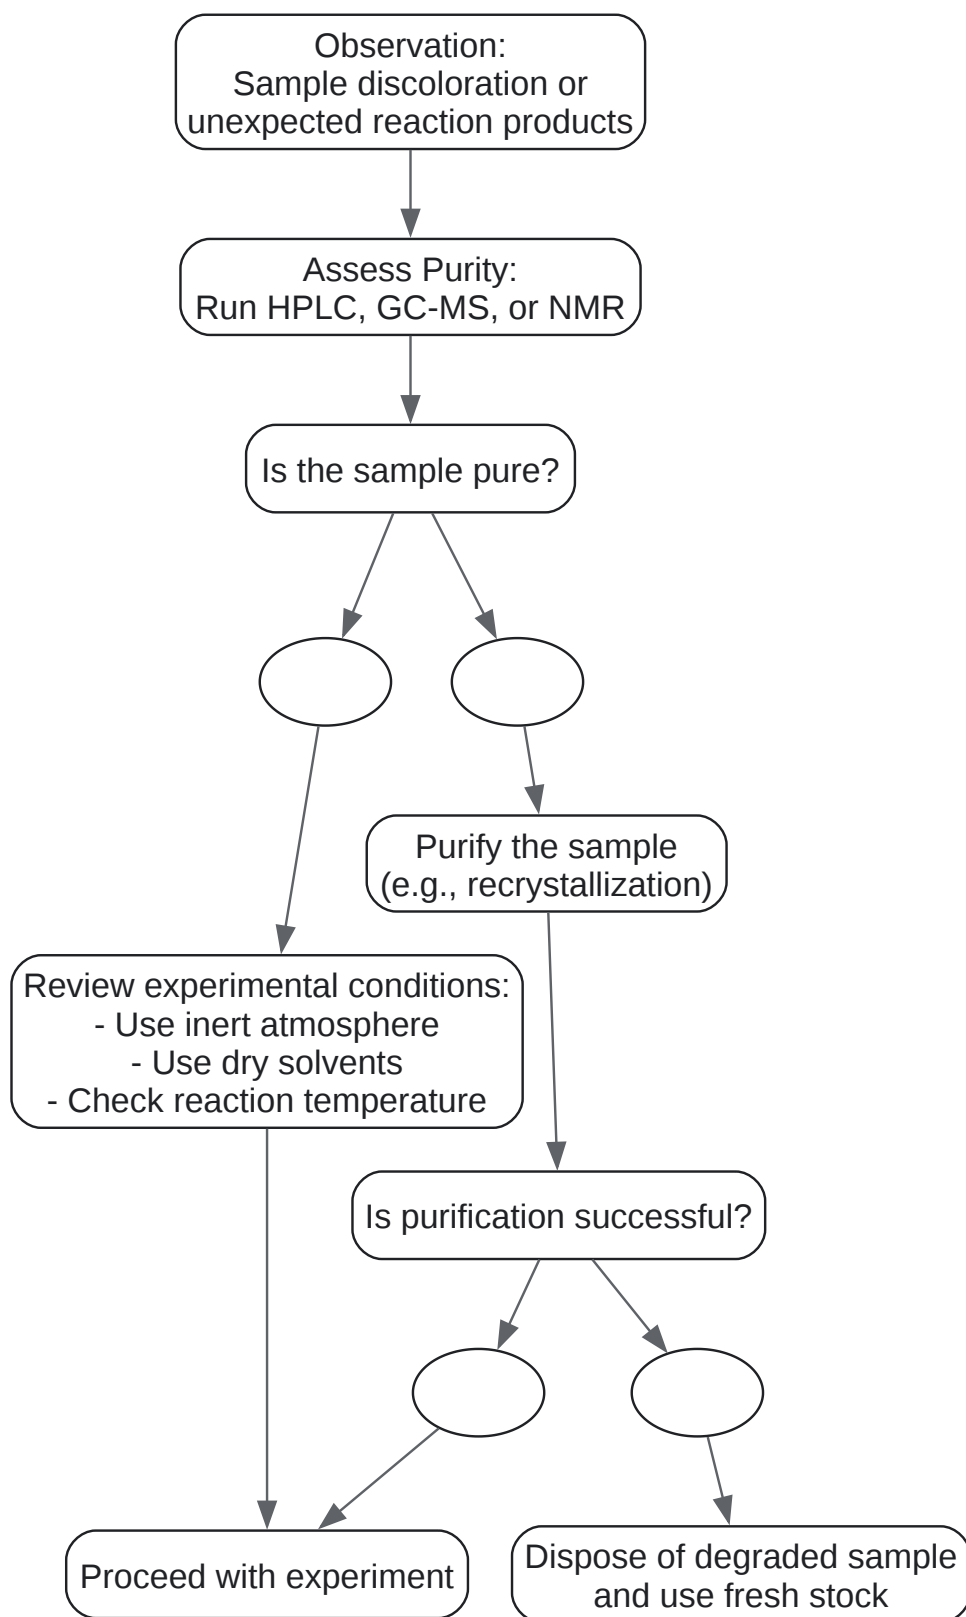 Observation:
Sample discoloration or
unexpected reaction products
Assess Purity:
Run HPLC, GC-MS, or NMR
Is the sample pure?
Purify the sample
(e.g., recrystallization)
Review experimental conditions:
- Use inert atmosphere
- Use dry solvents
- Check reaction temperature
Is purification successful?
Proceed with experiment
Dispose of degraded sample
and use fresh stock